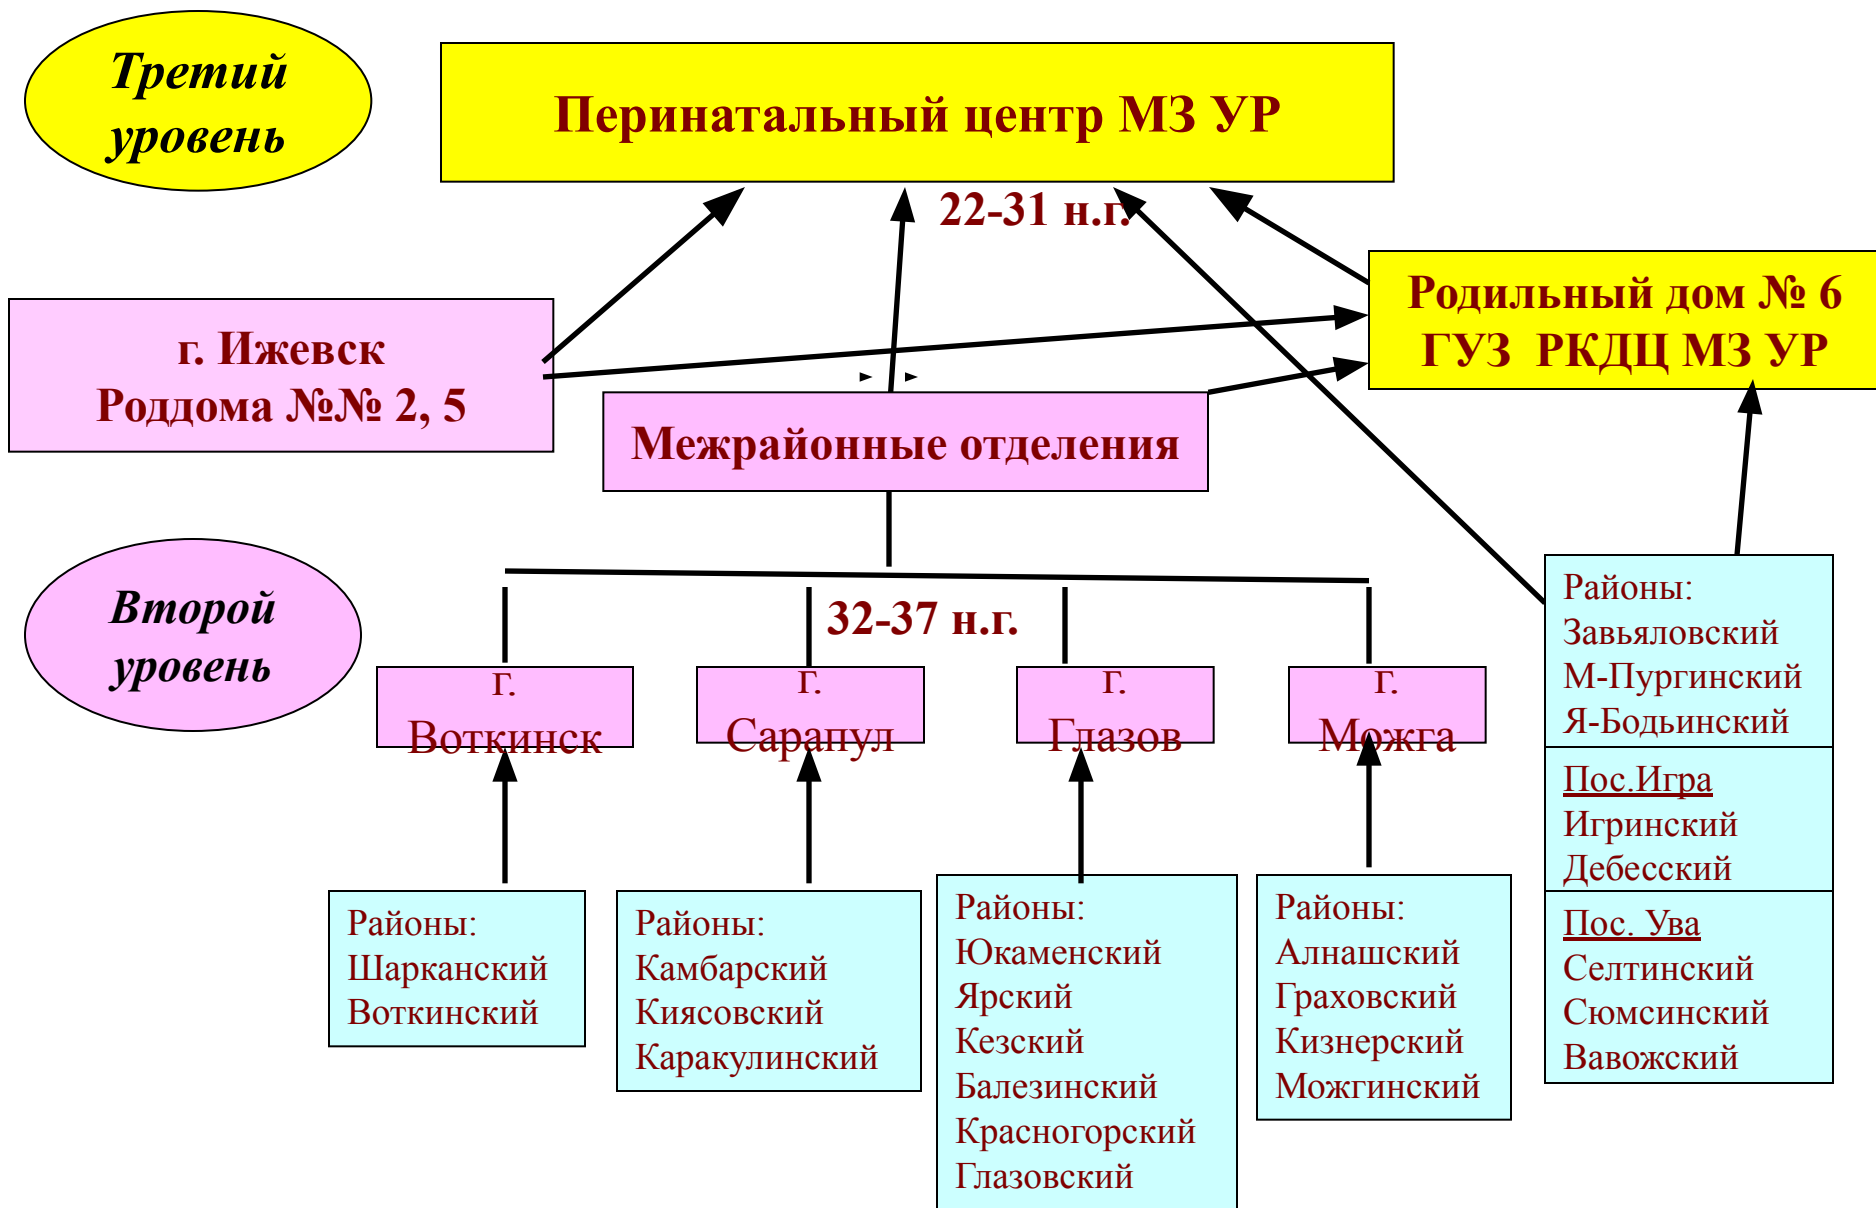 Третий
уровень
Перинатальный центр МЗ УР
22-31 н.г.
Родильный дом № 6
ГУЗ РКДЦ МЗ УР
г. Ижевск
Роддома №№ 2, 5
Межрайонные отделения
Второй
уровень
32-37 н.г.
г.
Воткинск
г.
Сарапул
г.
Глазов
г.
Можга
Районы:
Шарканский
Воткинский
Районы:
Камбарский
Киясовский
Каракулинский
Районы:
Юкаменский
Ярский
Кезский
Балезинский
Красногорский
Глазовский
Районы:
Алнашский
Граховский
Кизнерский
Можгинский
Районы:
Завьяловский
М-Пургинский
Я-Бодьинский
Пос.Игра
Игринский
Дебесский
Пос. Ува
Селтинский
Сюмсинский
Вавожский